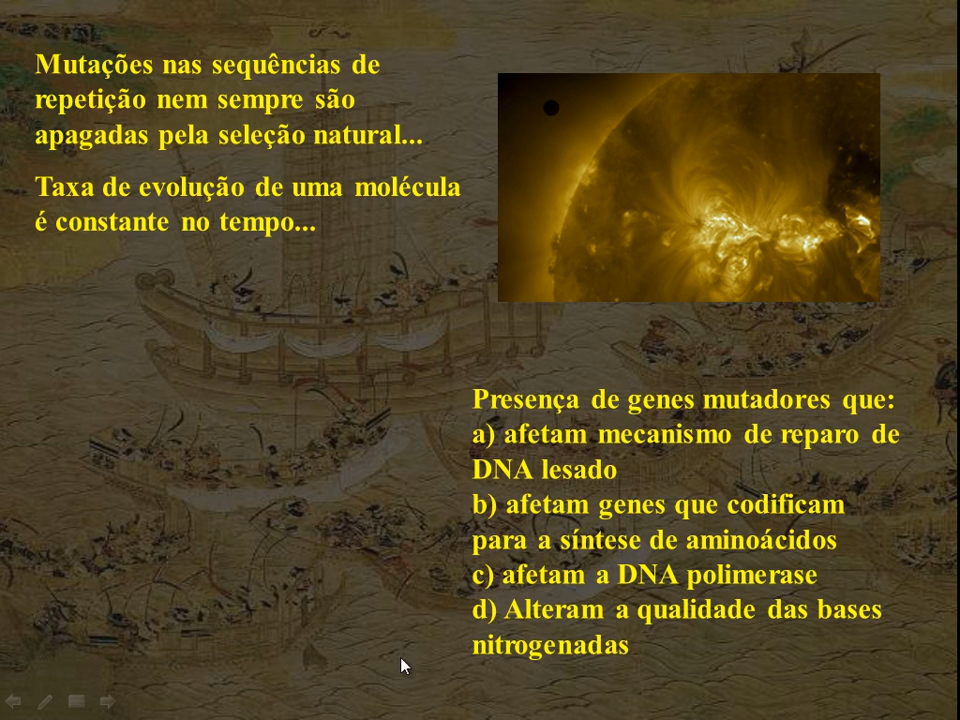 Mutações nas sequências de
repetição nem sempre são
apagadas pela seleção natural...
Taxa de evolução de uma molécula
é constante no tempo...
Presença de genes mutadores que:
a) afetam mecanismo de reparo de
DNA lesado
b) afetam genes que codificam
para a síntese de aminoácidos
c) afetam a DNA polimerase
d) Alteram a qualidade das bases
nitrogenadas